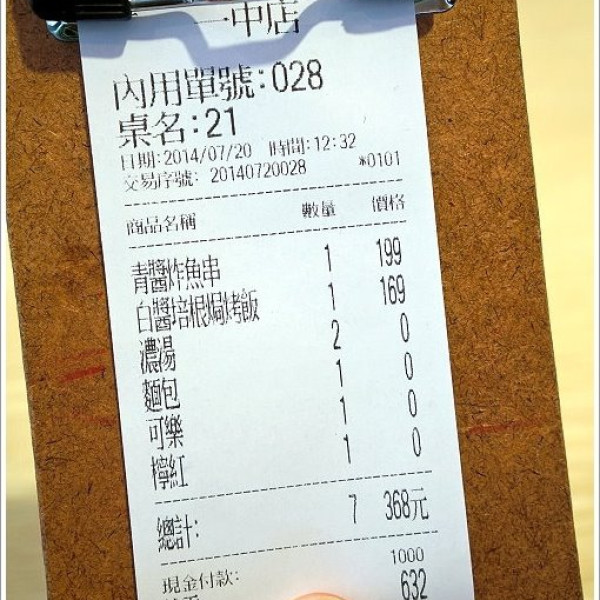 一中店
內用單號:028
桌名:21
日期:2014/07/20 時間:12:32
交易序號: 20140720028 *0101
商品名稱 數量 價格
青醬炸魚串 1 199
白醬培根焗烤飯 1 169
濃湯 2 0
麵包 1 0
可樂 1 0
檸紅 1 0
總計: 7 368元
現金付款: 1000
632